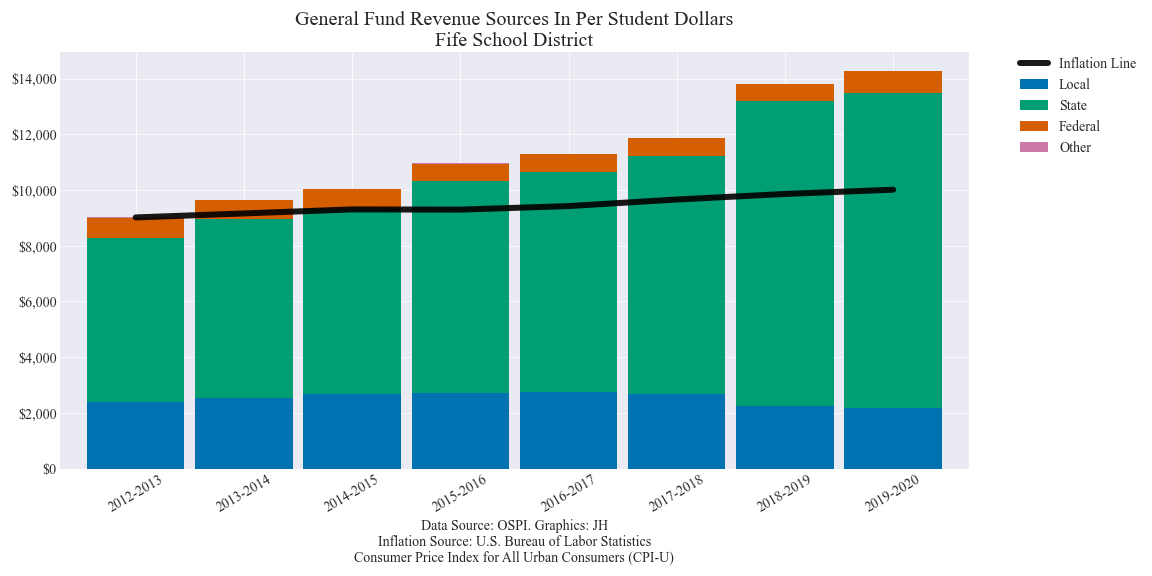 General Fund Revenue Sources In Per Student Dollars
Fife School District
$14,000
$12,000
$10,000
$8,000
$6,000
$4,000
$2,000
$0
2012-2013
2013-2014
2014-2015
2015-2016
2016-2017
2017-2018
2018-2019
2019-2020
Inflation Line
Local
State
Federal
Other
Data Source: OSPI. Graphics: JH
Inflation Source: U.S. Bureau of Labor Statistics
Consumer Price Index for All Urban Consumers (CPI-U)